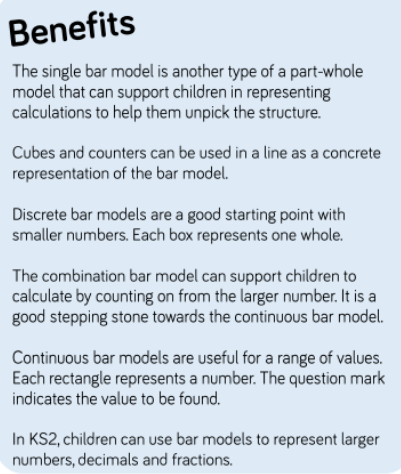 Benefits
The single bar model is another type of a part-whole
model that can support children in representing
calculations to help them unpick the structure.
Cubes and counters can be used in a line as a concrete
representation of the bar model.
Discrete bar models are a good starting point with
smaller numbers. Each box represents one whole.
The combination bar model can support children to
calculate by counting on from the larger number. It is a
good stepping stone towards the continuous bar model.
Continuous bar models are useful for a range of values.
Each rectangle represents a number. The question mark
indicates the value to be found.
In KS2, children can use bar models to represent larger
numbers, decimals and fractions.